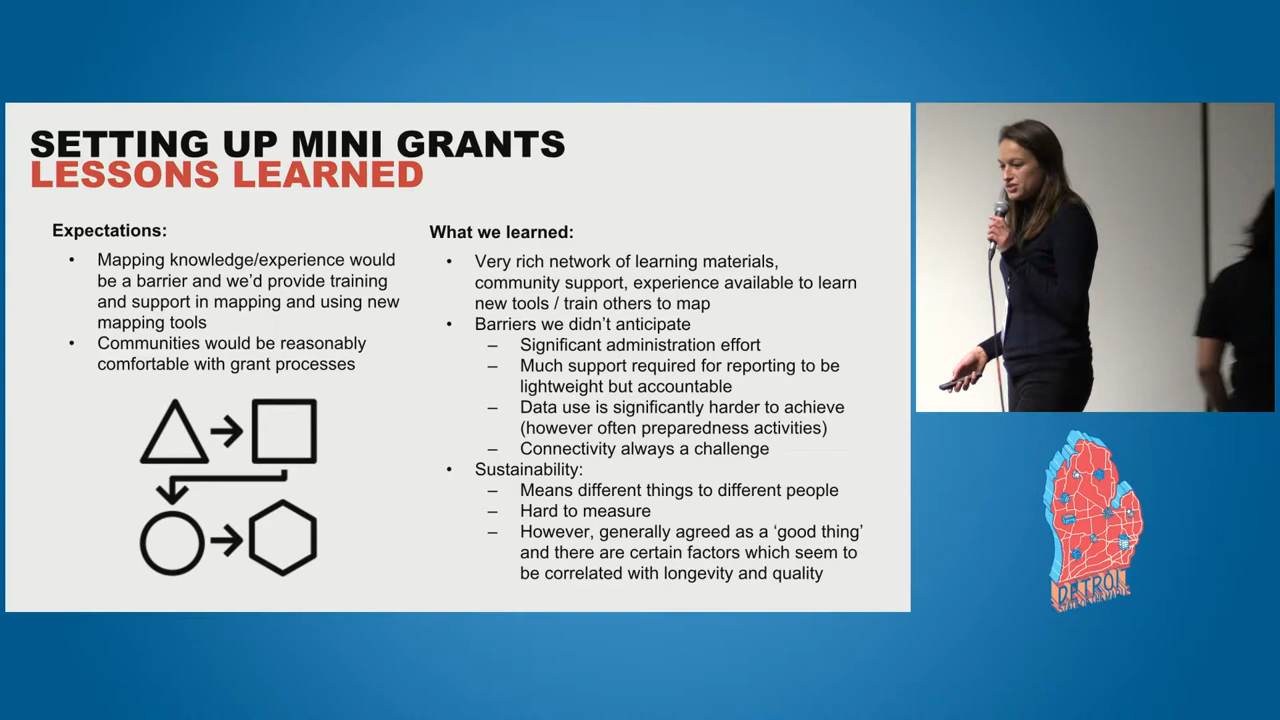 SETTING UP MINI GRANTS
LESSONS LEARNED
Expectations:
• Mapping knowledge/experience would
be a barrier and we’d provide training
and support in mapping and using new
mapping tools
• Communities would be reasonably
comfortable with grant processes
What we learned:
• Very rich network of learning materials,
community support, experience available to learn
new tools / train others to map
• Barriers we didn’t anticipate
– Significant administration effort
– Much support required for reporting to be
lightweight but accountable
– Data use is significantly harder to achieve
(however often preparedness activities)
– Connectivity always a challenge
• Sustainability:
– Means different things to different people
– Hard to measure
– However, generally agreed as a ‘good thing’
and there are certain factors which seem to
be correlated with longevity and quality
DETROIT
STATE OF THE MAP US